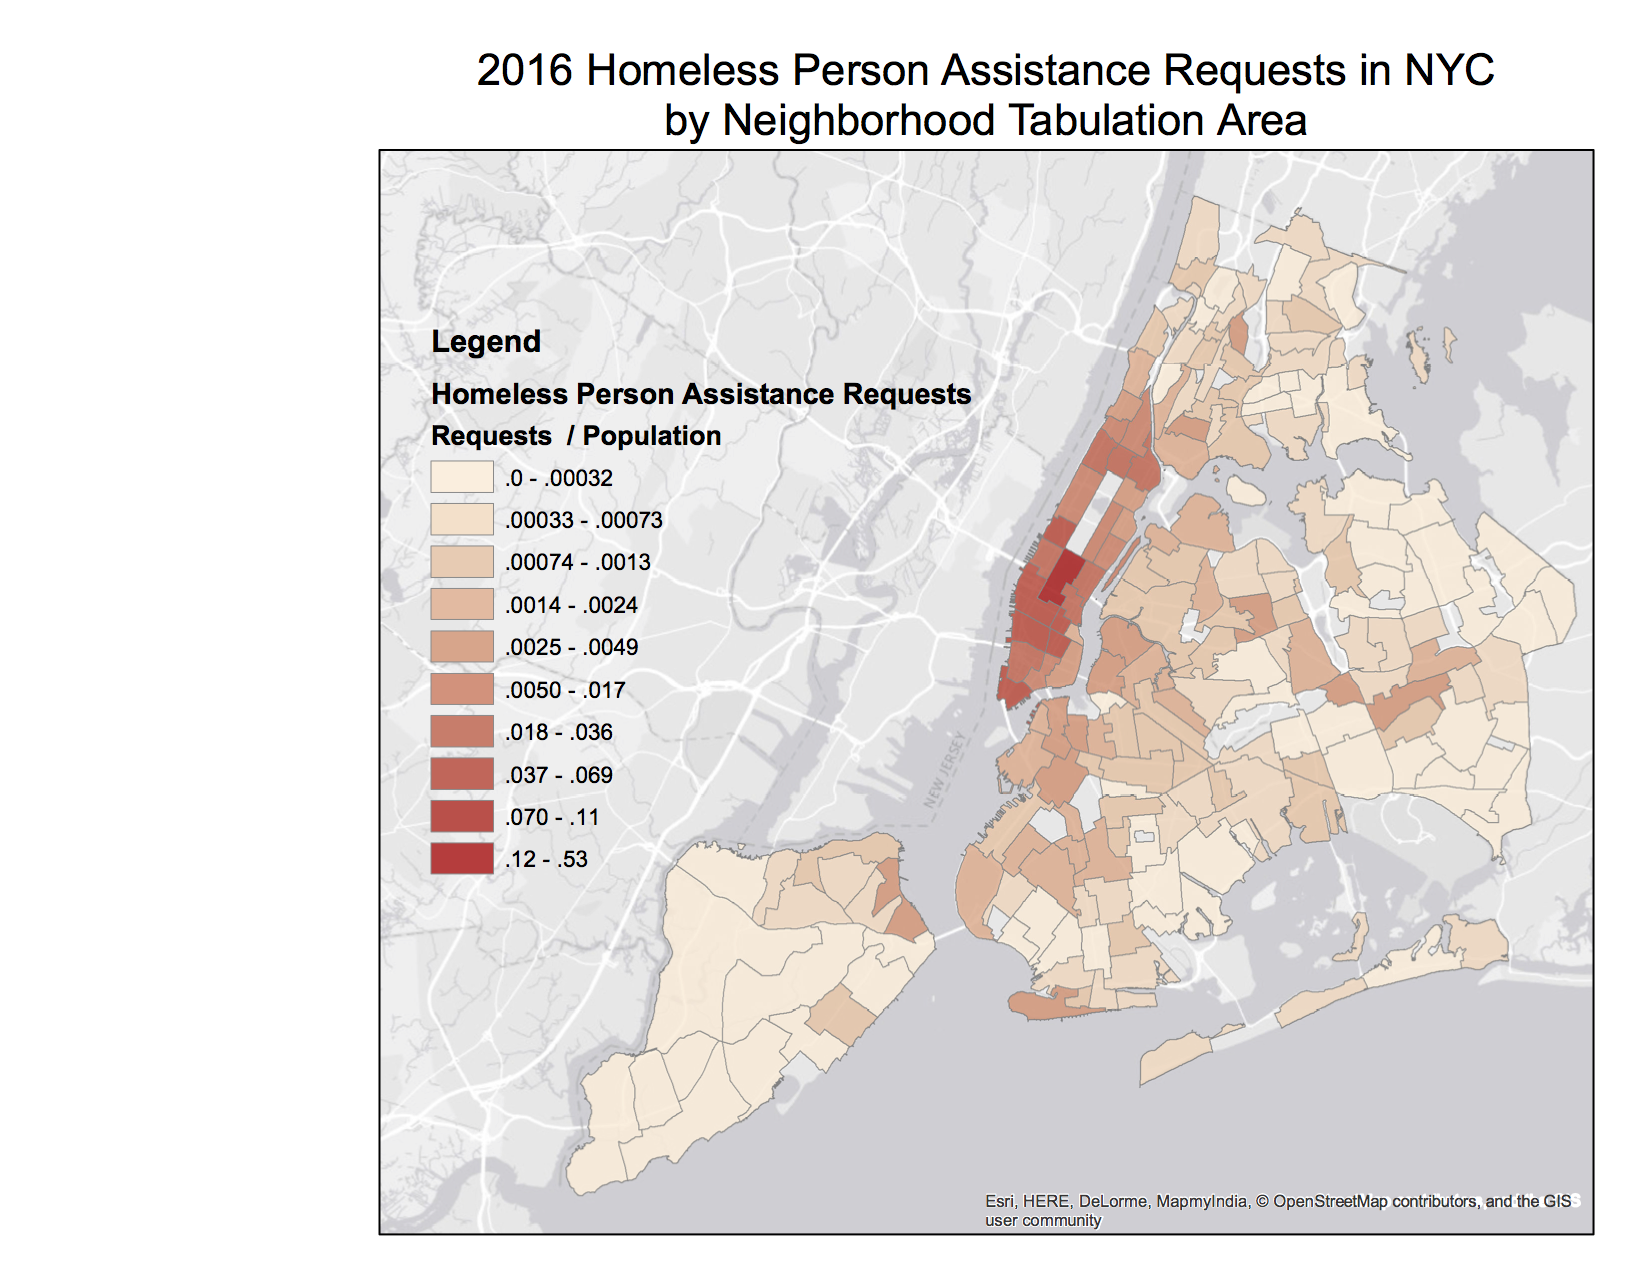 2016 Homeless Person Assistance Requests in NYC
by Neighborhood Tabulation Area
Legend
Homeless Person Assistance Requests
Requests / Population
.0 - .00032
.00033 - .00073
.00074 - .0013
.0014 - .0024
.0025 - .0049
.0050 - .017
.018 - .036
.037 - .069
.070 - .11
.12 - .53
NEW JERSEY
Esri, HERE, DeLorme, MapmyIndia, © OpenStreetMap contributors, and the GIS
user community